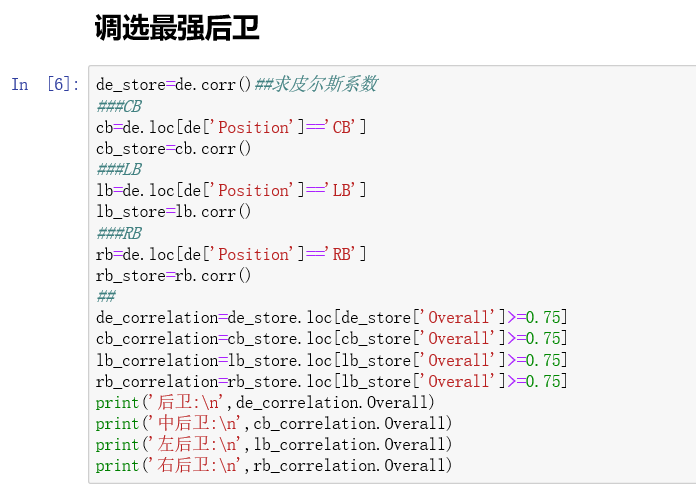 调选最强后卫
In [6]:
de_store=de.corr()##求皮尔斯系数
###CB
cb=de.loc[de['Position']=='CB']
cb_store=cb.corr()
###LB
lb=de.loc[de['Position']=='LB']
lb_store=lb.corr()
###RB
rb=de.loc[de['Position']=='RB']
rb_store=rb.corr()
##
de_correlation=de_store.loc[de_store['Overall']>=0.75]
cb_correlation=cb_store.loc[cb_store['Overall']>=0.75]
lb_correlation=lb_store.loc[lb_store['Overall']>=0.75]
rb_correlation=rb_store.loc[lb_store['Overall']>=0.75]
print('后卫:\n',de_correlation.Overall)
print('中后卫:\n',cb_correlation.Overall)
print('左后卫:\n',lb_correlation.Overall)
print('右后卫:\n',rb_correlation.Overall)